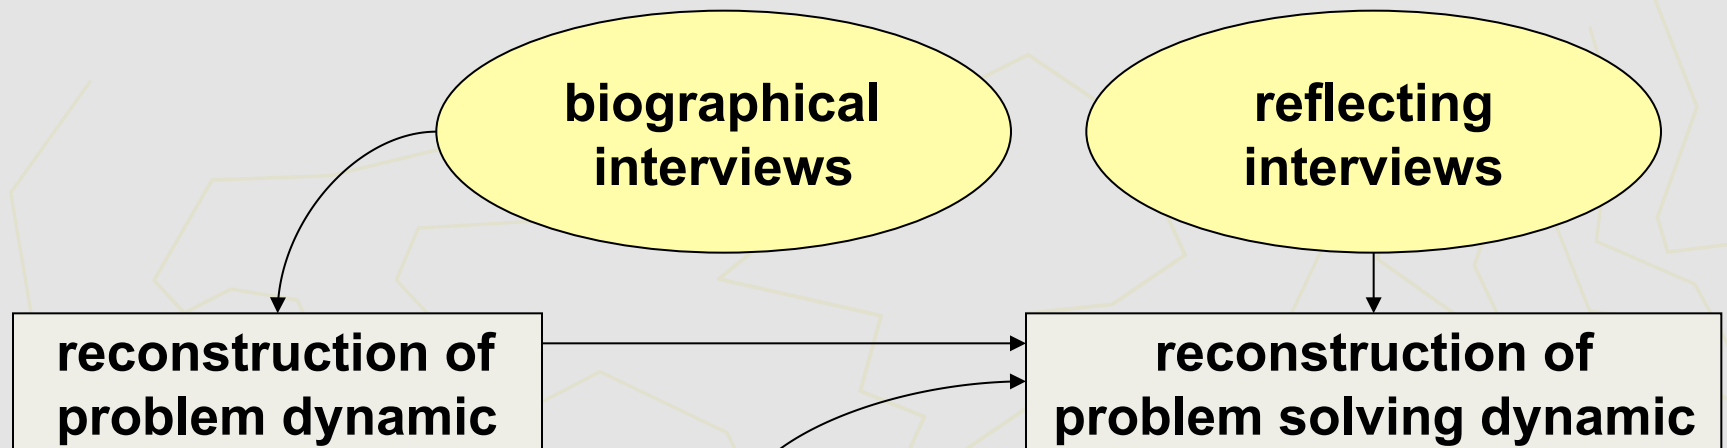 biographical
interviews
reflecting
interviews
reconstruction of
problem dynamic
reconstruction of
problem solving dynamic